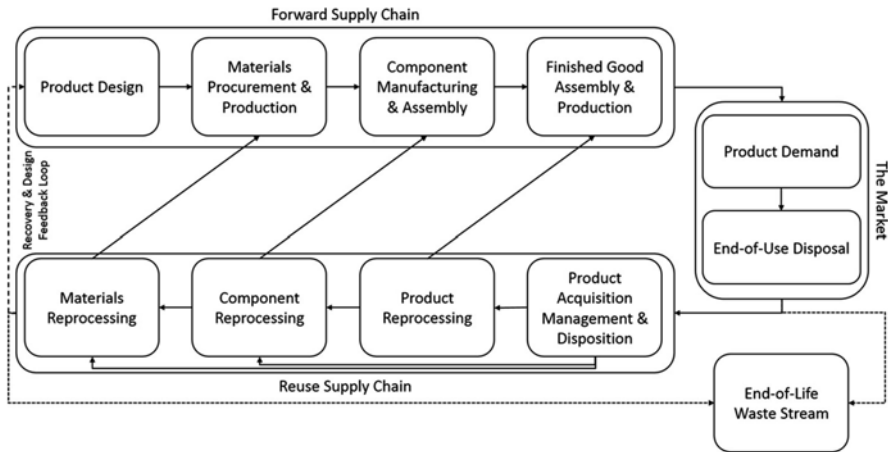 Forward Supply Chain
Product Design
Materials
Procurement &
Production
Component
Manufacturing
& Assembly
Finished Good
Assembly &
Production
Product Demand
End-of-Use Disposal
The Market
Recovery & Design
Feedback Loop
Materials
Reprocessing
Component
Reprocessing
Product
Reprocessing
Product
Acquisition
Management &
Disposition
Reuse Supply Chain
End-of-Life
Waste Stream